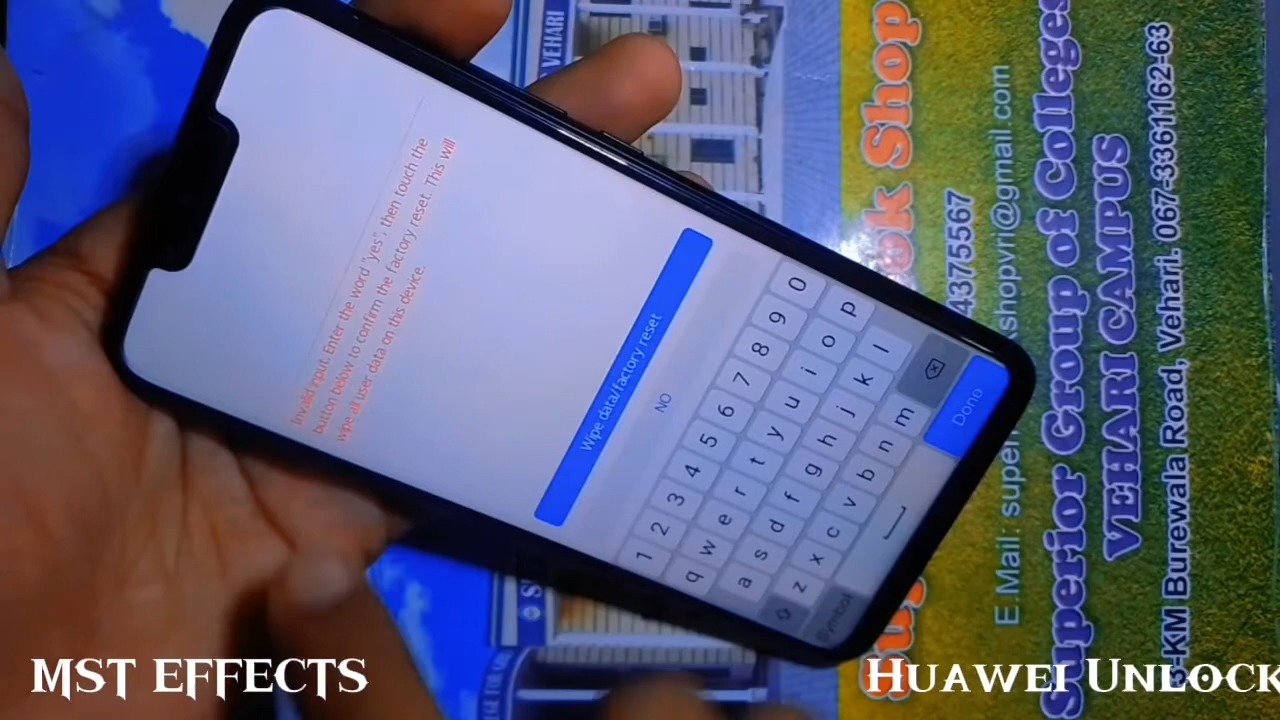 Invalid input. Enter the word "yes", then touch the
button below to confirm the factory reset. This will
wipe all user data on this device.
Wipe data/factory reset
NO
1 2 3 4 5 6 7 8 9 0
q w e r t y u i o p
a s d f g h j k l
z x c v b n m
Symbol
Done
VEHARI
ok Shop
4375567
kshopvri@gmail.com
E.Mail: super
Superior Group of Colleges
VEHARI CAMPUS
-KM Burewala Road, Vehari. 067-3361162-63
MST EFFECTS
HUAWEI UNLOCK